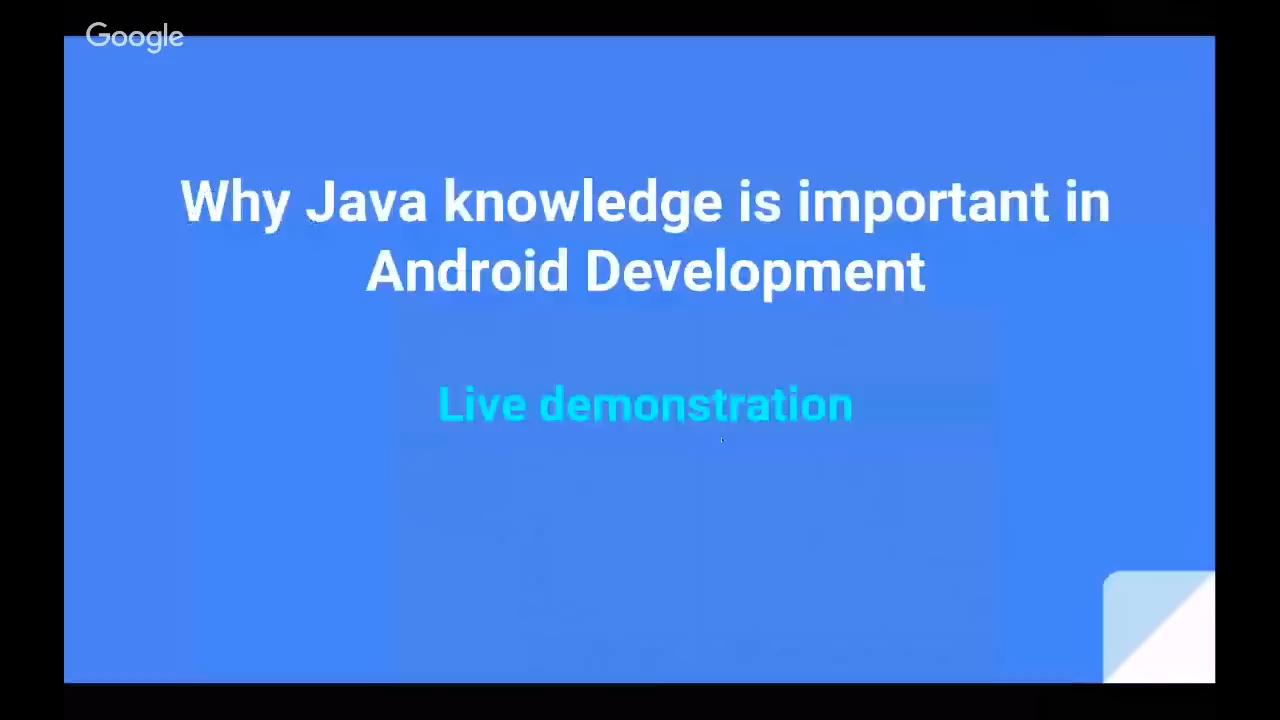 Google
Why Java knowledge is important in
Android Development
Live demonstration